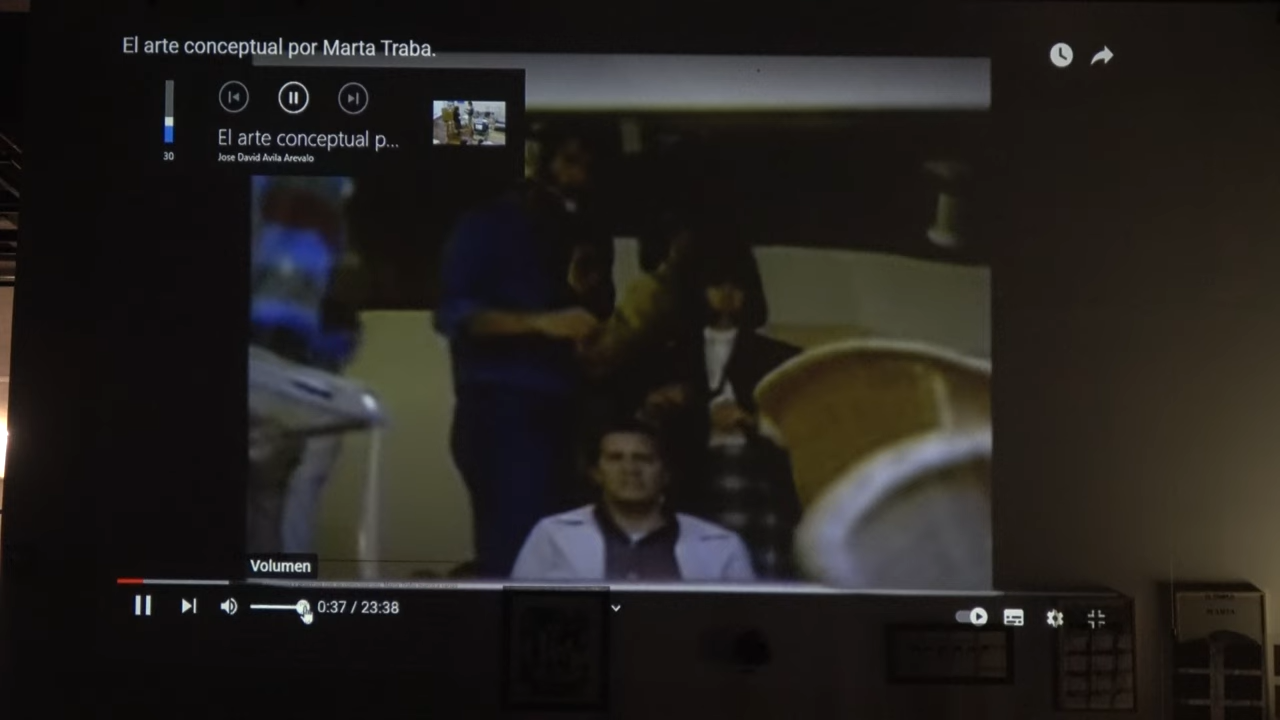 El arte conceptual por Marta Traba.
El arte conceptual p...
Jose David Avila Arevalo
30
Volumen
0:37 / 23:38